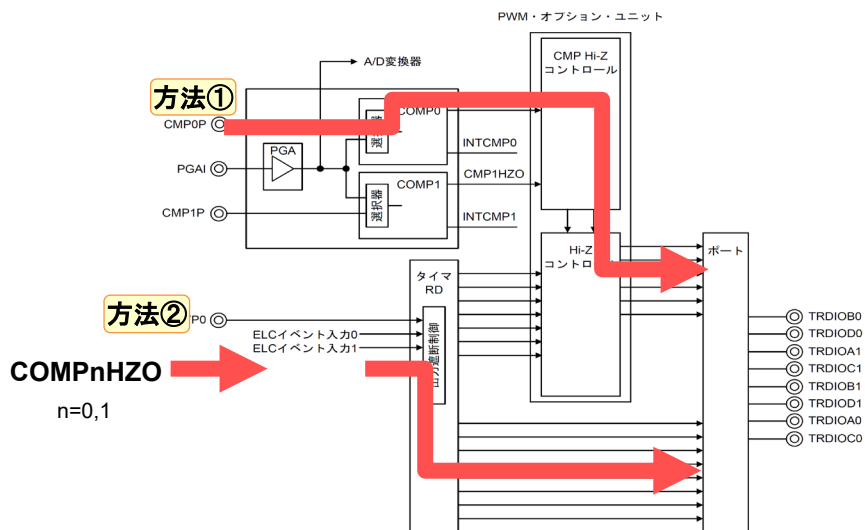 PWM・オプション・ユニット
A/D変換器
CMP Hi-Z
コントロール
方法①
COMP0
CMP0P
選択器
INTCMP0
PGA
PGAI
COMP1
CMP1HZO
選択器
CMP1P
INTCMP1
Hi-Z
コントロール
ポート
タイマ
RD
方法②
P0
ELCイベント入力0
ELCイベント入力1
出力遮断制御
COMPnHZO
n=0,1
TRDIOB0
TRDIOD0
TRDIOA1
TRDIOC1
TRDIOB1
TRDIOD1
TRDIOA0
TRDIOC0